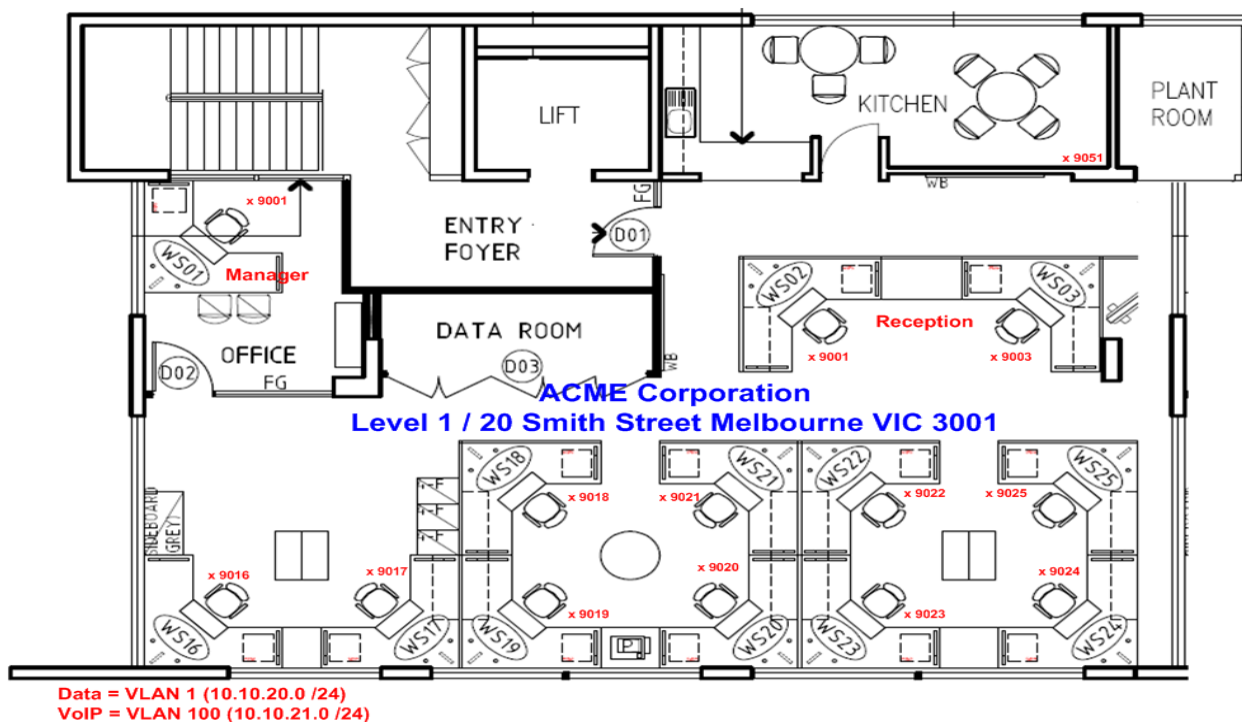 LIFT
KITCHEN
PLANT
ROOM
x 9051
WB
FG
x 9001
ENTRY
FOYER
D01
WS01
Manager
WS02
WS03
Reception
DATA ROOM
x 9001
x 9003
OFFICE
D03
WB
D02
FG
ACME Corporation
Level 1 / 20 Smith Street Melbourne VIC 3001
WS18
WS21
WS22
WS25
x 9018
x 9021
x 9022
x 9025
SIDEBOARD
GREY)
F
F
F
x 9016
x 9017
x 9020
x 9024
x 9019
x 9023
WS16
WS17
WS19
WS20
WS23
WS24
Data = VLAN 1 (10.10.20.0 /24)
VoIP = VLAN 100 (10.10.21.0 /24)